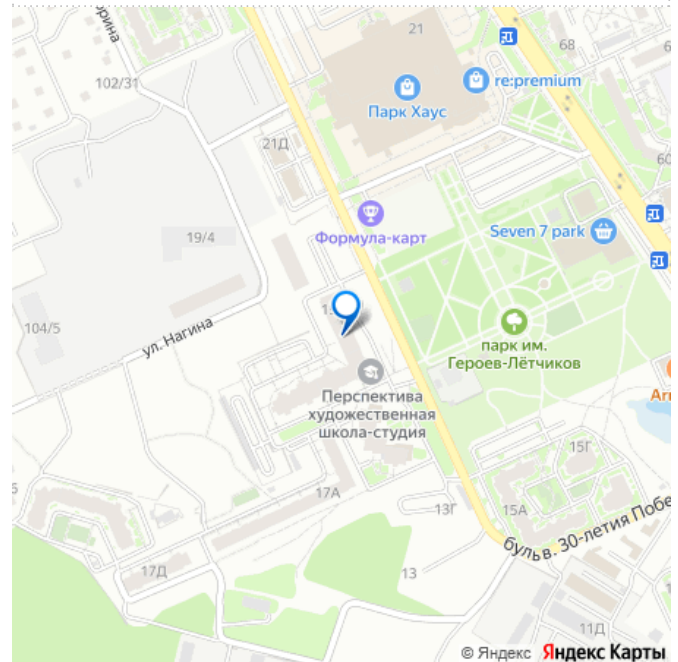 21
68
102/31
re:premium
Парк Хаус
21Д
60
Формула-карт
Seven 7 park
19/4
104/5
ул. Нагина
парк им.
Героев-Лётчиков
Перспектива
художественная
школа-студия
15Г
17А
13Г
15А
бульв. 30-летия Побе
17Д
13
11Д
© Яндекс Яндекс Карты